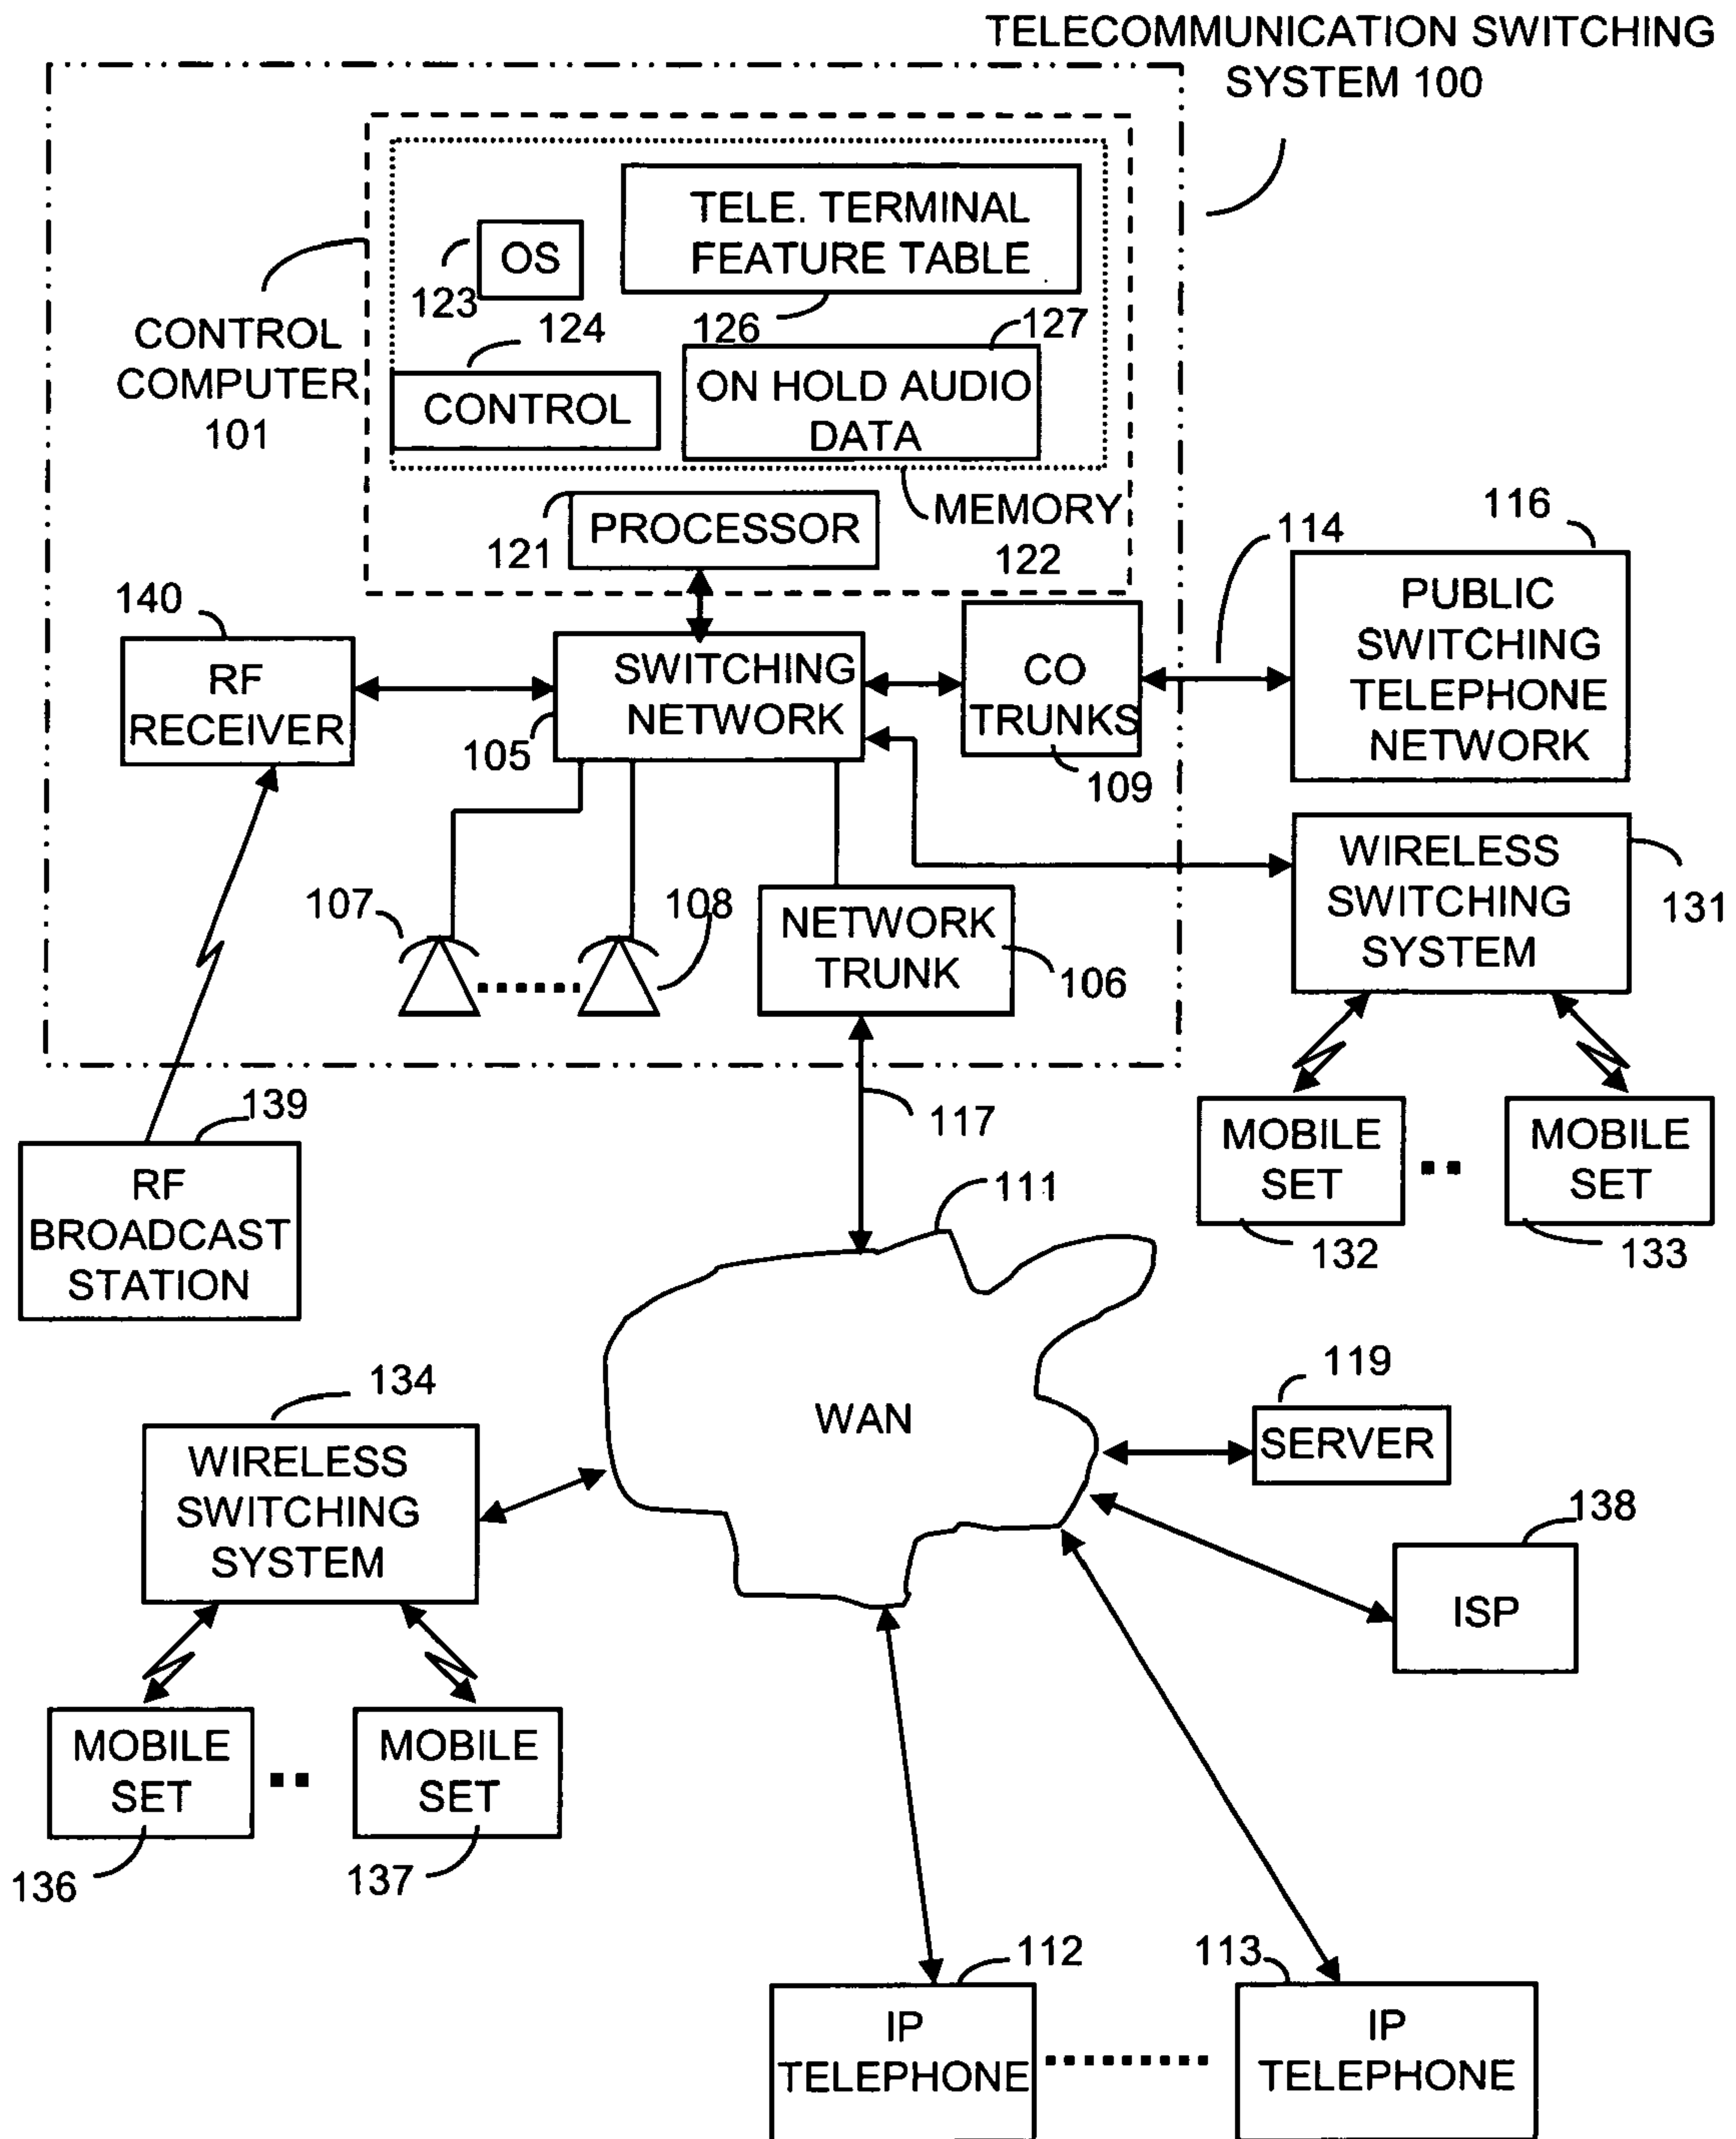 TELECOMMUNICATION SWITCHING
SYSTEM 100
TELE. TERMINAL
FEATURE TABLE
OS
123
126
127
124
CONTROL
COMPUTER
101
CONTROL
ON HOLD AUDIO
DATA
MEMORY
122
PROCESSOR
121
114
116
PUBLIC
SWITCHING
TELEPHONE
NETWORK
140
RF
RECEIVER
SWITCHING
NETWORK
105
CO
TRUNKS
109
WIRELESS
SWITCHING
SYSTEM
131
107
108
NETWORK
TRUNK
106
139
117
MOBILE
SET
132
MOBILE
SET
133
RF
BROADCAST
STATION
111
WAN
119
SERVER
134
WIRELESS
SWITCHING
SYSTEM
138
ISP
MOBILE
SET
136
MOBILE
SET
137
112
IP
TELEPHONE
113
IP
TELEPHONE